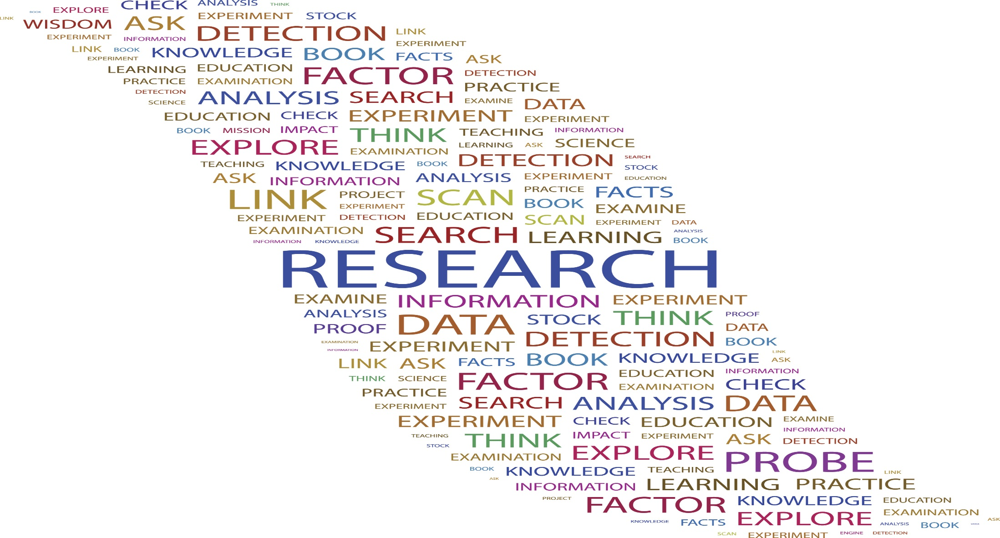 BOOK EXPLORE CHECK ANALYSIS THINK
LINK WISDOM ASK EXPERIMENT STOCK
EXPERIMENT INFORMATION DETECTION LINK
EXPERIMENT
LINK BOOK KNOWLEDGE BOOK FACTS ASK
EXPERIMENT
LEARNING EDUCATION FACTOR DETECTION
PRACTICE EXAMINATION PRACTICE
DETECTION ANALYSIS SEARCH EXAMINE DATA
SCIENCE
EDUCATION CHECK EXPERIMENT EXPERIMENT
BOOK MISSION IMPACT THINK TEACHING INFORMATION
EXPLORE EXAMINATION LEARNING ASK SCIENCE
TEACHING KNOWLEDGE BOOK DETECTION SEARCH
STOCK
ASK INFORMATION ANALYSIS EXPERIMENT EDUCATION
LINK PROJECT SCAN PRACTICE FACTS
EXPERIMENT BOOK EXAMINE
EXPERIMENT DETECTION EDUCATION SCAN EXPERIMENT DATA
EXAMINATION SEARCH LEARNING ANALYSIS
INFORMATION KNOWLEDGE BOOK
RESEARCH
EXAMINE INFORMATION EXPERIMENT
ANALYSIS DATA STOCK THINK PROOF
PROOF DATA
EXAMINATION EXPERIMENT DETECTION BOOK
INFORMATION
LINK ASK FACTS BOOK KNOWLEDGE LINK
ASK
THINK SCIENCE FACTOR EDUCATION INFORMATION
PRACTICE EXAMINATION CHECK
EXPERIMENT SEARCH ANALYSIS DATA
EXPERIMENT CHECK EDUCATION EXAMINE
INFORMATION
TEACHING THINK IMPACT EXPERIMENT ASK DETECTION
STOCK
EXAMINATION EXPLORE PROBE
BOOK KNOWLEDGE TEACHING LINK
ASK INFORMATION LEARNING PRACTICE
PROJECT FACTOR KNOWLEDGE EDUCATION
EXAMINATION
KNOWLEDGE FACTS EXPLORE ANALYSIS BOOK STOCK ASK
SCAN EXPERIMENT ENGINE DETECTION